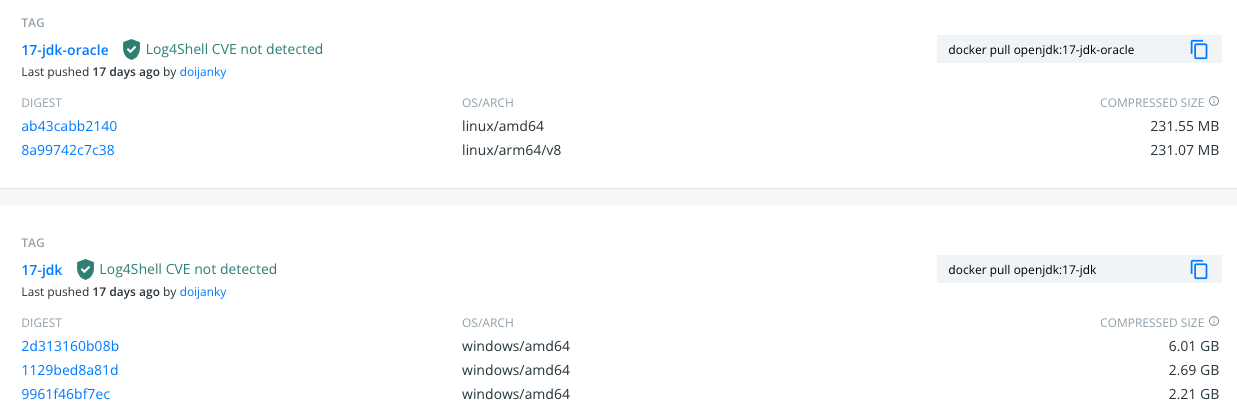 TAG
17-jdk-oracle Log4Shell CVE not detected docker pull openjdk:17-jdk-oracle
Last pushed 17 days ago by doijanky
DIGEST OS/ARCH COMPRESSED SIZE
ab43cabb2140 linux/amd64 231.55 MB
8a99742c7c38 linux/arm64/v8 231.07 MB
TAG
17-jdk Log4Shell CVE not detected docker pull openjdk:17-jdk
Last pushed 17 days ago by doijanky
DIGEST OS/ARCH COMPRESSED SIZE
2d313160b08b windows/amd64 6.01 GB
1129bed8a81d windows/amd64 2.69 GB
9961f46bf7ec windows/amd64 2.21 GB